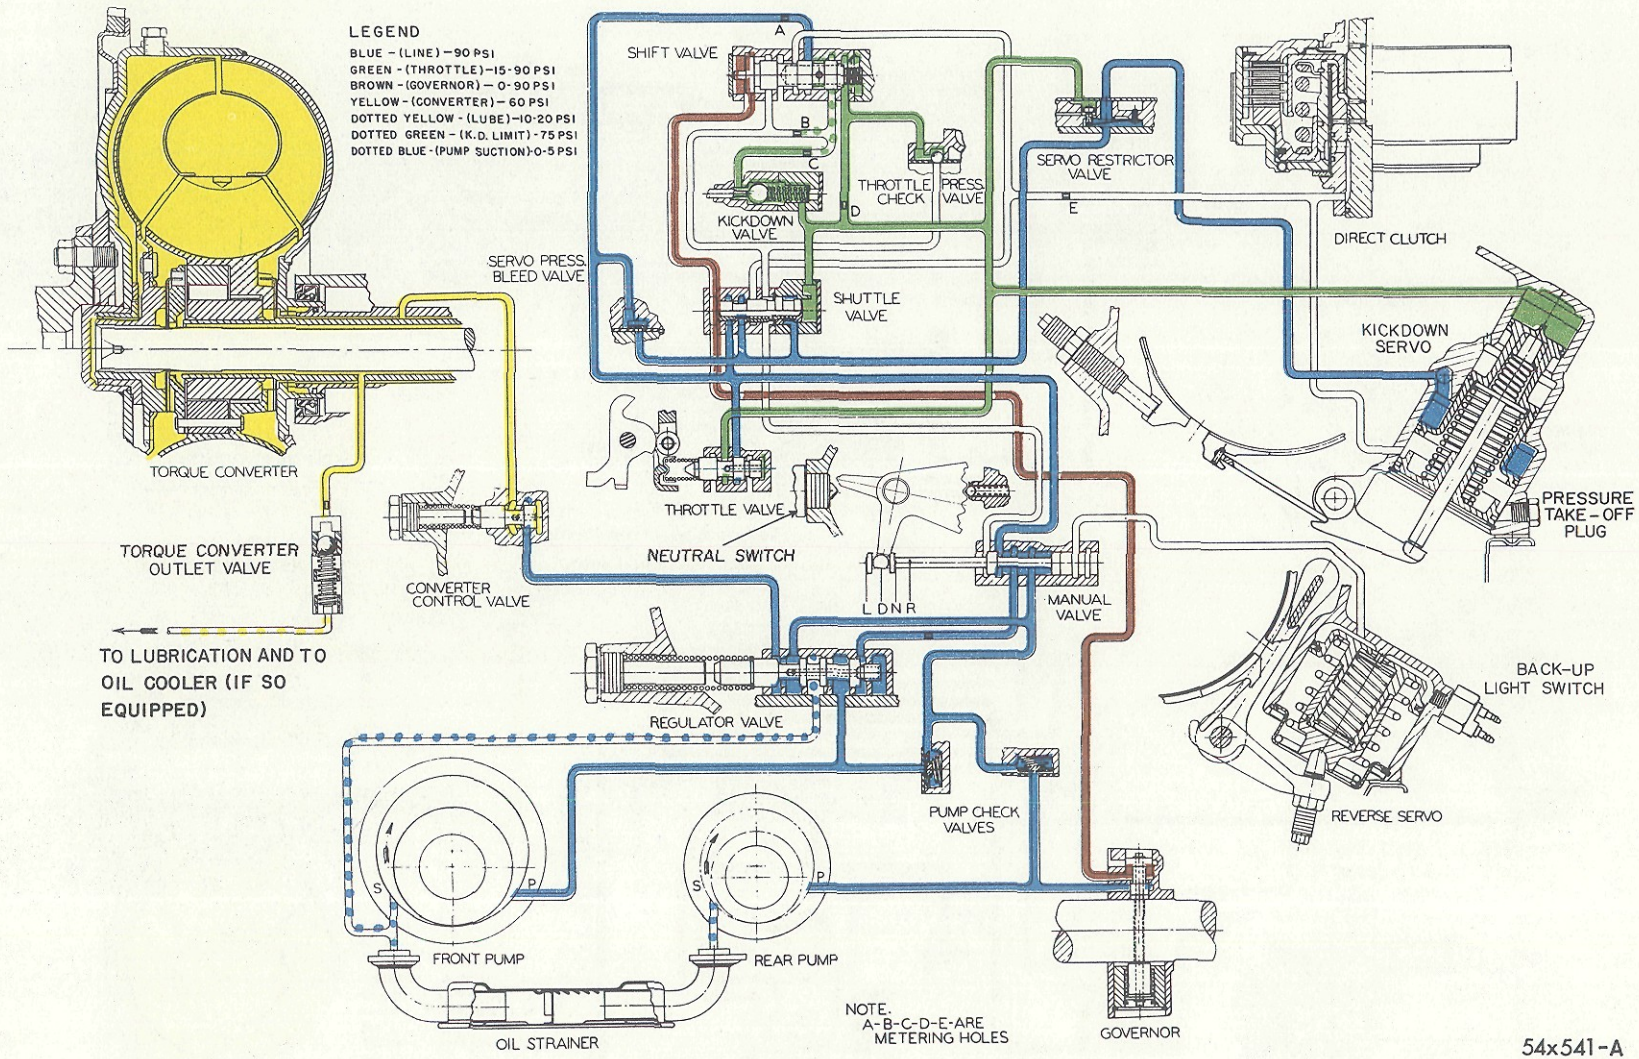 LEGEND
BLUE - (LINE) - 90 PSI
GREEN - (THROTTLE) - 15-90 PSI
BROWN - (GOVERNOR) - 0-90 PSI
YELLOW - (CONVERTER) - 60 PSI
DOTTED YELLOW - (LUBE) - 10-20 PSI
DOTTED GREEN - (K.D. LIMIT) - 75 PSI
DOTTED BLUE - (PUMP SUCTION) - 0-5 PSI
A
SHIFT VALVE
B
C
SERVO RESTRICTOR
VALVE
THROTTLE PRESS.
CHECK VALVE
KICKDOWN
VALVE
D
E
DIRECT CLUTCH
SERVO PRESS.
BLEED VALVE
SHUTTLE
VALVE
KICKDOWN
SERVO
TORQUE CONVERTER
THROTTLE VALVE
NEUTRAL SWITCH
PRESSURE
TAKE-OFF
PLUG
TORQUE CONVERTER
OUTLET VALVE
CONVERTER
CONTROL VALVE
L D N R
MANUAL
VALVE
TO LUBRICATION AND TO
OIL COOLER (IF SO
EQUIPPED)
BACK-UP
LIGHT SWITCH
REGULATOR VALVE
PUMP CHECK
VALVES
REVERSE SERVO
S
P
S
P
FRONT PUMP
REAR PUMP
NOTE.
A-B-C-D-E-ARE
METERING HOLES
GOVERNOR
OIL STRAINER
54x541-A